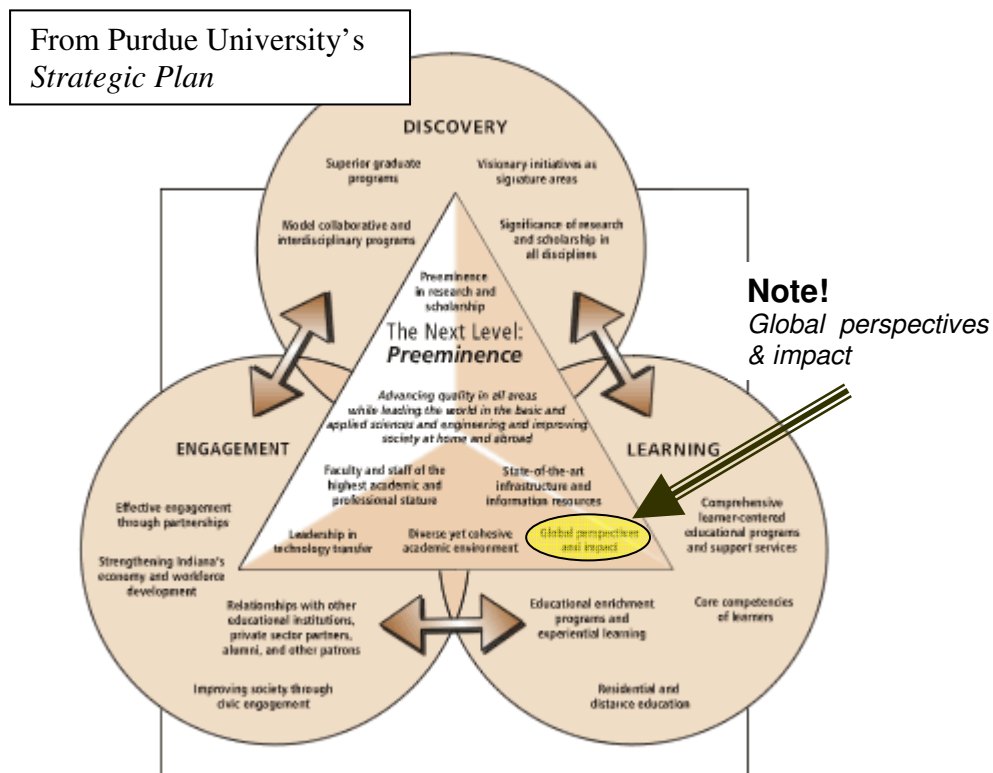 From Purdue University's
Strategic Plan
DISCOVERY
Superior graduate
programs
Visionary initiatives as
signature areas
Model collaborative and
interdisciplinary programs
Significance of research
and scholarship in
all disciplines
Preeminence
in research and
scholarship
The Next Level:
Preeminence
Advancing quality in all areas
while leading the world in the basic and
applied sciences and engineering and improving
society at home and abroad
Faculty and staff of the
highest academic and
professional stature
State-of-the-art
infrastructure and
information resources
Leadership in
technology transfer
Diverse yet cohesive
academic environment
Global perspectives
and impact
Note!
Global perspectives
& impact
ENGAGEMENT
Effective engagement
through partnerships
Strengthening Indiana's
economy and workforce
development
Relationships with other
educational institutions,
private sector partners,
alumni, and other patrons
Improving society through
civic engagement
LEARNING
Comprehensive
learner-centered
educational programs
and support services
Educational enrichment
programs and
experiential learning
Core competencies
of learners
Residential and
distance education